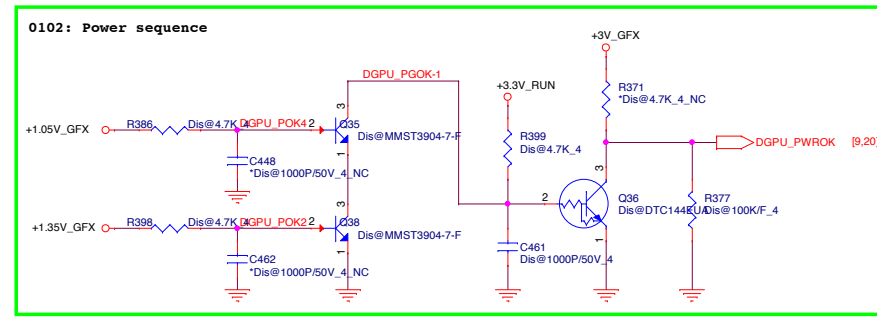 0102: Power sequence
+3V_GFX
DGPU_PGOK-1
+3.3V_RUN
R371
*Dis@4.7K_4_NC
+1.05V_GFX
R386
Dis@4.7K_4
DGPU_POK4
2
3
Q35
Dis@MMST3904-7-F
1
R399
Dis@4.7K_4
DGPU_PWROK
[9,20]
C448
*Dis@1000P/50V_4_NC
3
2
Q36
Dis@DTC144EUA
1
R377
Dis@100K/F_4
+1.35V_GFX
R398
Dis@4.7K_4
DGPU_POK2
2
3
Q38
Dis@MMST3904-7-F
1
C461
Dis@1000P/50V_4
C462
*Dis@1000P/50V_4_NC